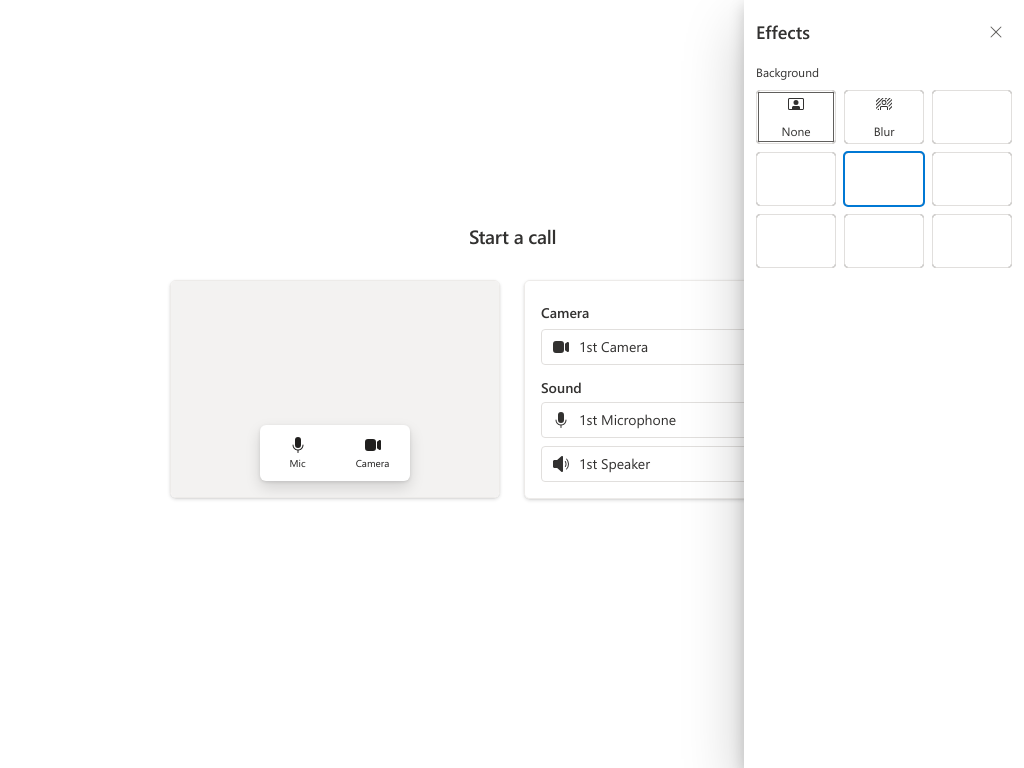 Effects
Background
None
Blur
Start a call
Camera
1st Camera
Sound
1st Microphone
1st Speaker
Mic
Camera